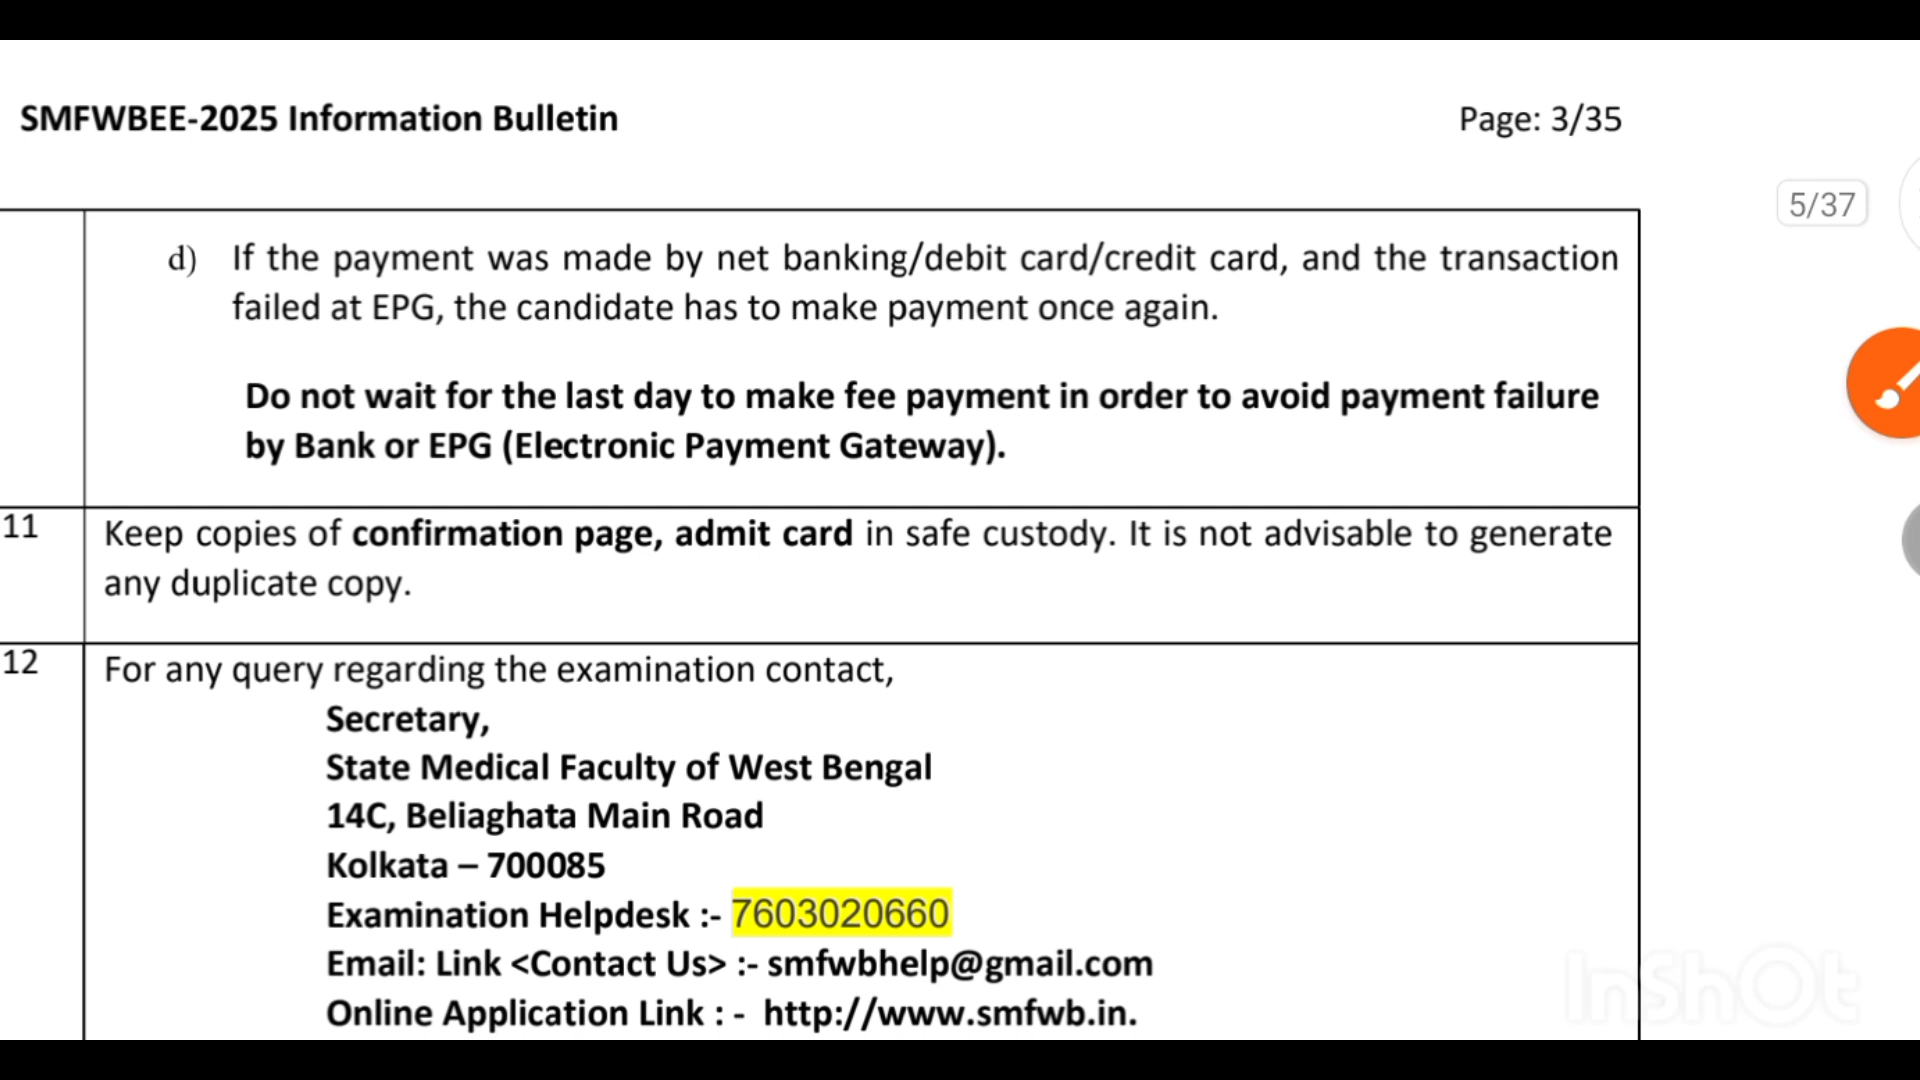 SMFWBEE-2025 Information Bulletin
Page: 3/35
5/37
d) If the payment was made by net banking/debit card/credit card, and the transaction
failed at EPG, the candidate has to make payment once again.
Do not wait for the last day to make fee payment in order to avoid payment failure
by Bank or EPG (Electronic Payment Gateway).
11 Keep copies of confirmation page, admit card in safe custody. It is not advisable to generate
any duplicate copy.
12 For any query regarding the examination contact,
Secretary,
State Medical Faculty of West Bengal
14C, Beliaghata Main Road
Kolkata – 700085
Examination Helpdesk :- 7603020660
Email: Link <Contact Us> :- smfwbhelp@gmail.com
Online Application Link : - http://www.smfwb.in.
InShOt